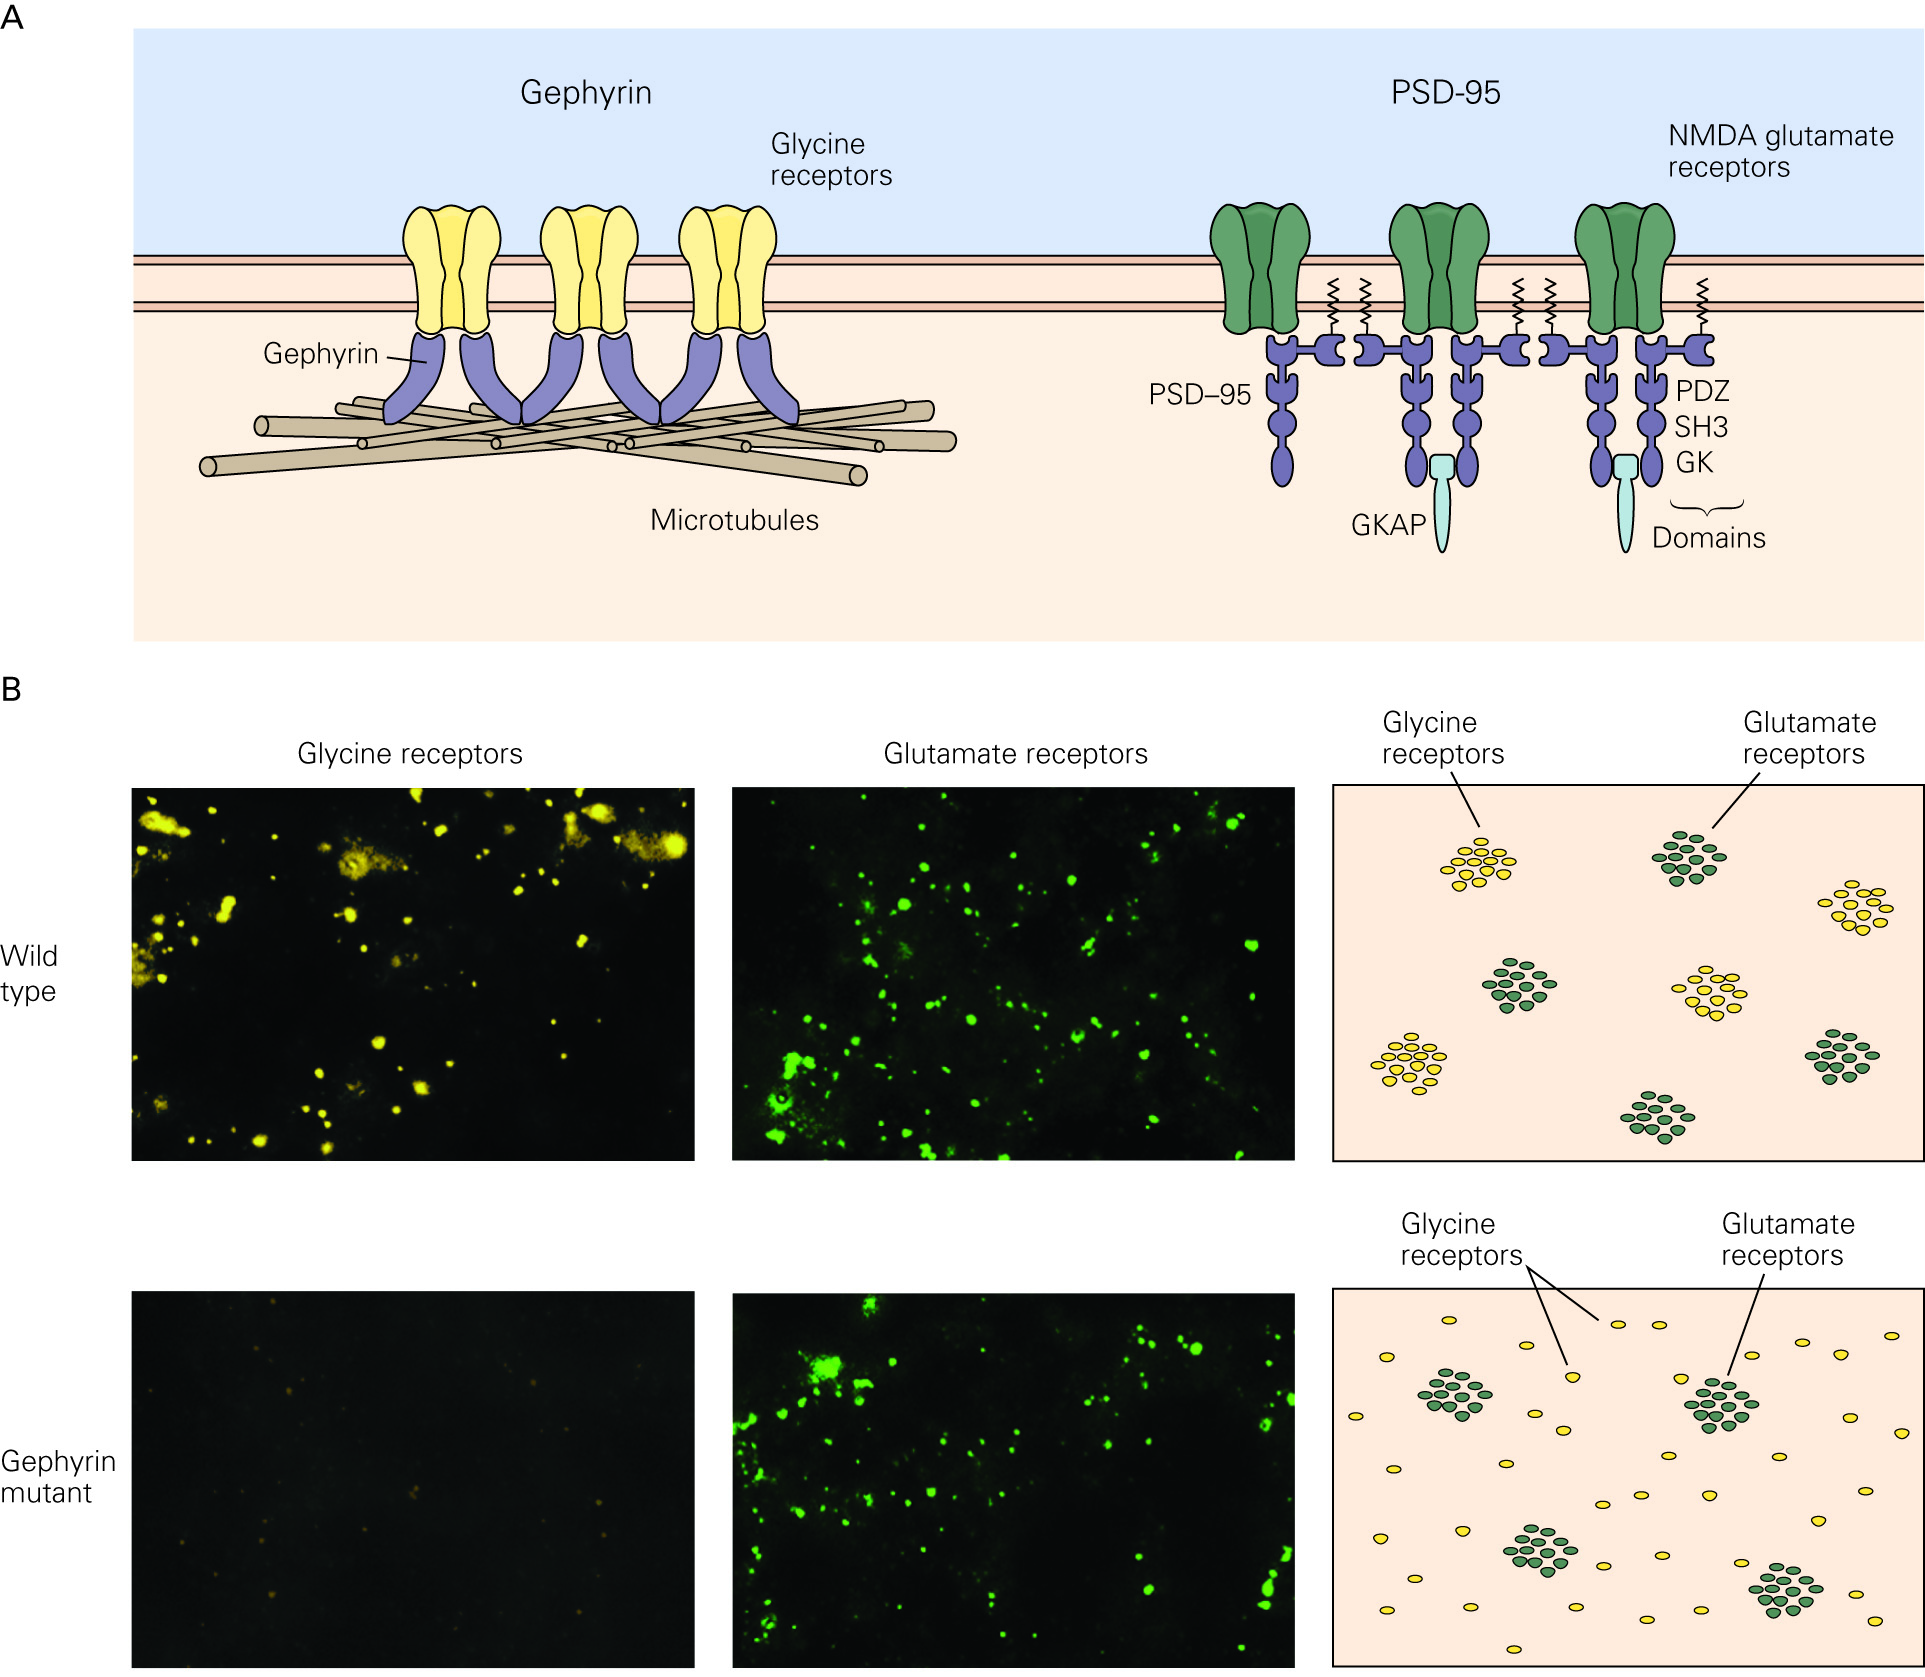 A
Gephyrin
PSD-95
Glycine
receptors
NMDA glutamate
receptors
Gephyrin
PSD–95
PDZ
SH3
GK
Microtubules
GKAP
Domains
B
Glycine receptors
Glutamate receptors
Glycine
receptors
Glutamate
receptors
Wild
type
Glycine
receptors
Glutamate
receptors
Gephyrin
mutant